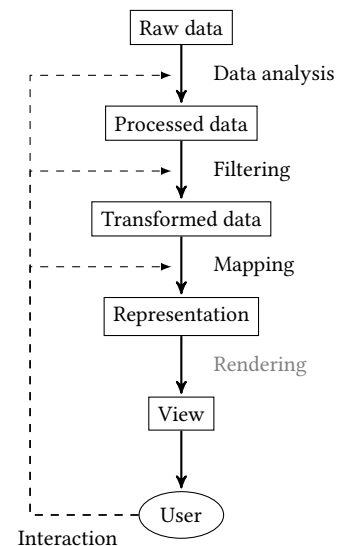 Raw data
Data analysis
Processed data
Filtering
Transformed data
Mapping
Representation
Rendering
View
User
Interaction